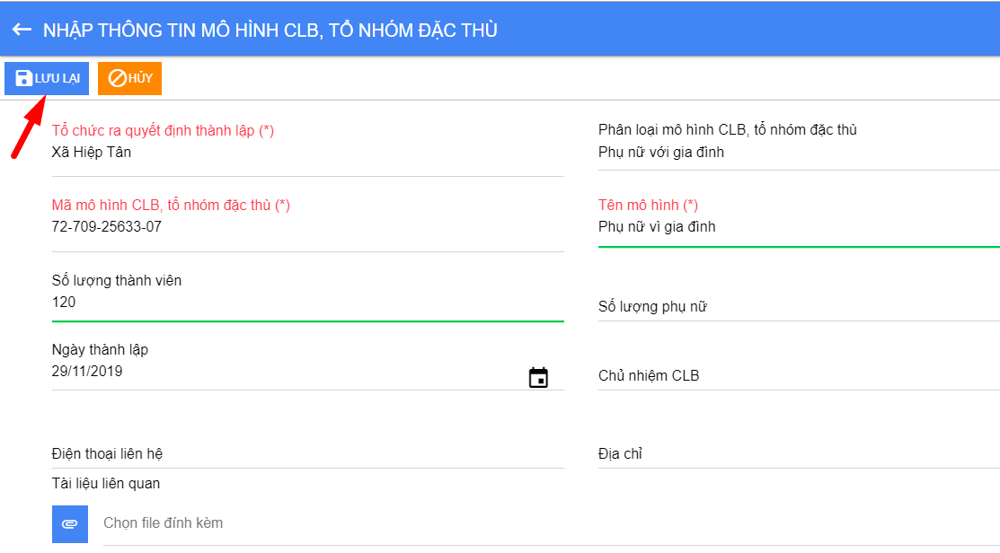 NHẬP THÔNG TIN MÔ HÌNH CLB, TỔ NHÓM ĐẶC THÙ
LƯU LẠI
HỦY
Tổ chức ra quyết định thành lập (*)
Xã Hiệp Tân
Phân loại mô hình CLB, tổ nhóm đặc thù
Phụ nữ với gia đình
Mã mô hình CLB, tổ nhóm đặc thù (*)
72-709-25633-07
Tên mô hình (*)
Phụ nữ vì gia đình
Số lượng thành viên
120
Số lượng phụ nữ
Ngày thành lập
29/11/2019
Chủ nhiệm CLB
Điện thoại liên hệ
Địa chỉ
Tài liệu liên quan
Chọn file đính kèm